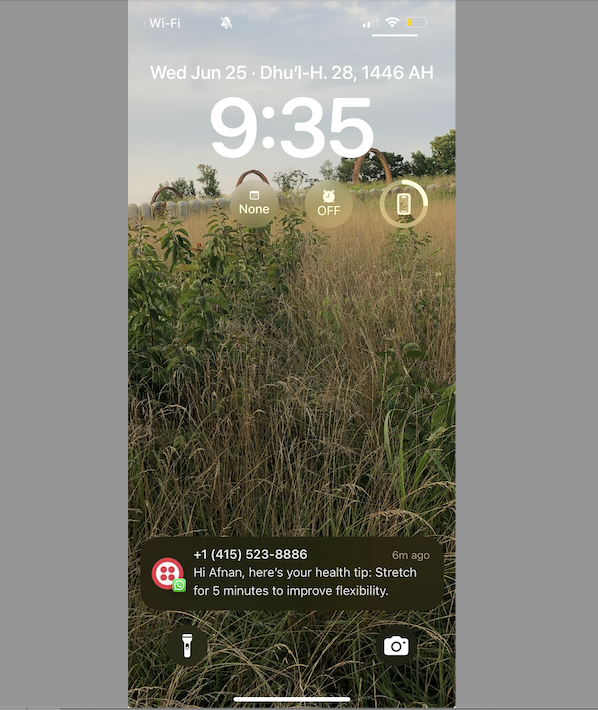 Wi-Fi
Wed Jun 25 · Dhuʻl-H. 28, 1446 AH
9:35
None
OFF
+1 (415) 523-8886
6m ago
Hi Afnan, here's your health tip: Stretch
for 5 minutes to improve flexibility.